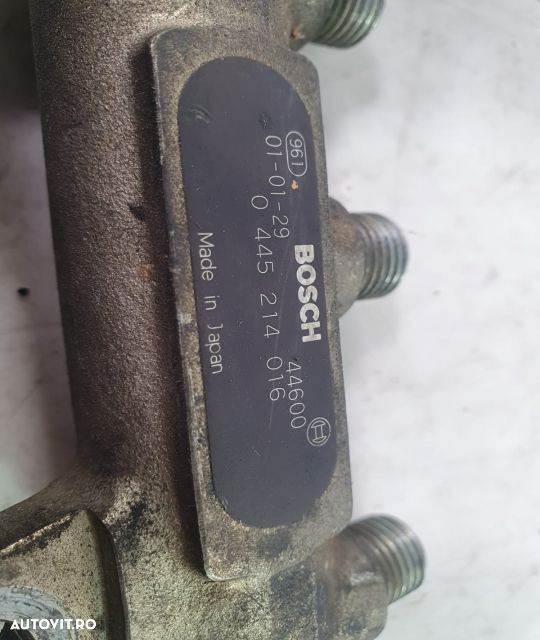 961
01-01-29
BOSCH 44600
0 445 214 016
Made in Japan
AUTOVIT.RO